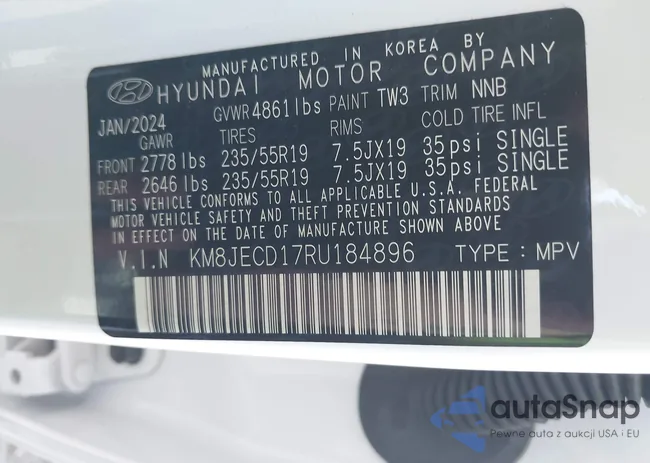 MANUFACTURED IN KOREA BY
HYUNDAI MOTOR COMPANY
JAN/2024 GVWR 4861 lbs PAINT TW3 TRIM NNB
GAWR TIRES RIMS COLD TIRE INFL
FRONT 2778 lbs 235/55R19 7.5JX19 35psi SINGLE
REAR 2646 lbs 235/55R19 7.5JX19 35psi SINGLE
THIS VEHICLE CONFORMS TO ALL APPLICABLE U.S.A. FEDERAL
MOTOR VEHICLE SAFETY AND THEFT PREVENTION STANDARDS
IN EFFECT ON THE DATE OF MANUFACTURE SHOWN ABOVE
V.I.N KM8JECD17RU184896 TYPE : MPV
autaSnap
Pewne auta z aukcji USA i EU